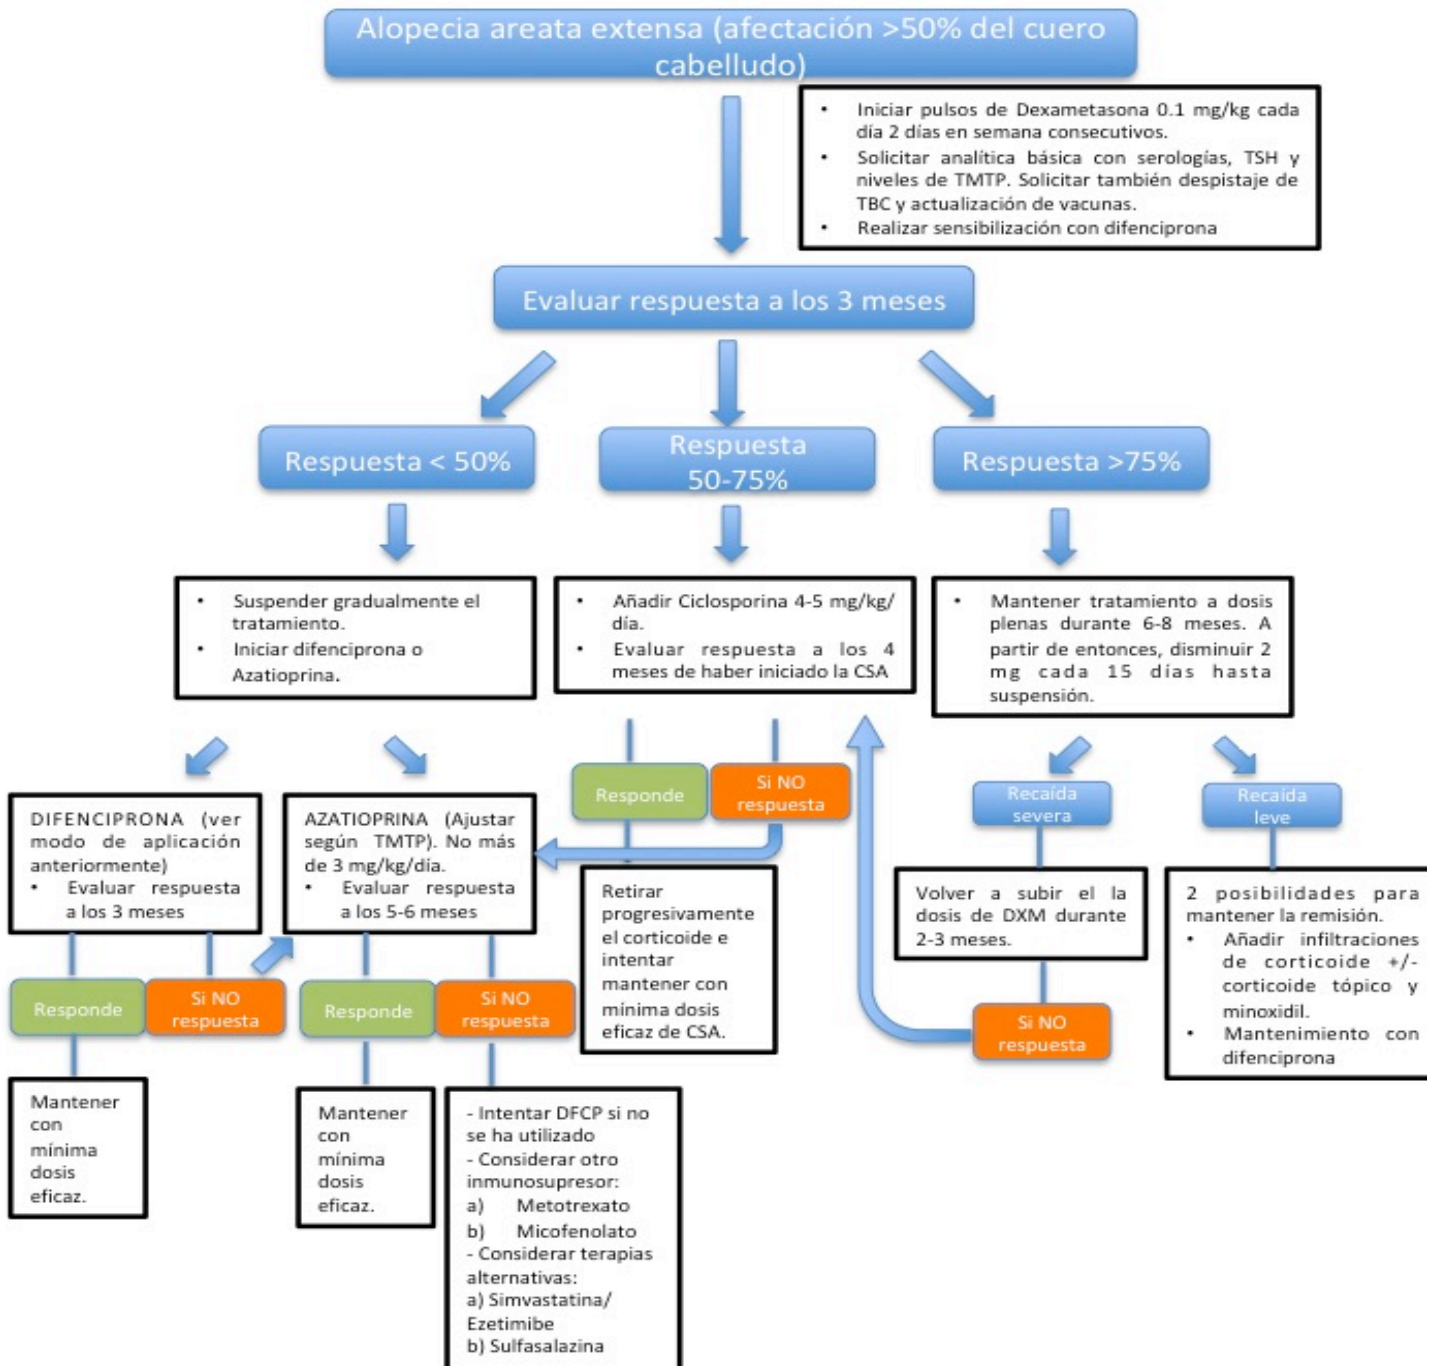 Alopecia areata extensa (afectación >50% del cuero
cabelludo)
• Iniciar pulsos de Dexametasona 0.1 mg/kg cada
día 2 días en semana consecutivos.
• Solicitar analítica básica con serologías, TSH y
niveles de TMTP. Solicitar también despistaje de
TBC y actualización de vacunas.
• Realizar sensibilización con difenciprona
Evaluar respuesta a los 3 meses
Respuesta < 50%
Respuesta
50-75%
Respuesta >75%
• Suspender gradualmente el
tratamiento.
• Iniciar difenciprona o
Azatioprina.
• Añadir Ciclosporina 4-5 mg/kg/
día.
• Evaluar respuesta a los 4
meses de haber iniciado la CSA
• Mantener tratamiento a dosis
plenas durante 6-8 meses. A
partir de entonces, disminuir 2
mg cada 15 días hasta
suspensión.
DIFENCIPRONA (ver
modo de aplicación
anteriormente)
• Evaluar respuesta
a los 3 meses
AZATIOPRINA (Ajustar
según TMTP). No más
de 3 mg/kg/día.
• Evaluar respuesta
a los 5-6 meses
Responde
Si NO
respuesta
Recaída
severa
Recaida
leve
Retirar
progresivamente
el corticoide e
intentar
mantener con
mínima dosis
eficaz de CSA.
Volver a subir el la
dosis de DXM durante
2-3 meses.
2 posibilidades para
mantener la remisión.
• Añadir infiltraciones
de corticoide +/-
corticoide tópico y
minoxidil.
• Mantenimiento con
difenciprona
Responde
Si NO
respuesta
Responde
Si NO
respuesta
Si NO
respuesta
Mantener
con
mínima
dosis
eficaz.
Mantener
con
mínima
dosis
eficaz.
- Intentar DFCP si no
se ha utilizado
- Considerar otro
inmunosupresor:
a) Metotrexato
b) Micofenolato
- Considerar terapias
alternativas:
a) Simvastatina/
Ezetimibe
b) Sulfasalazina